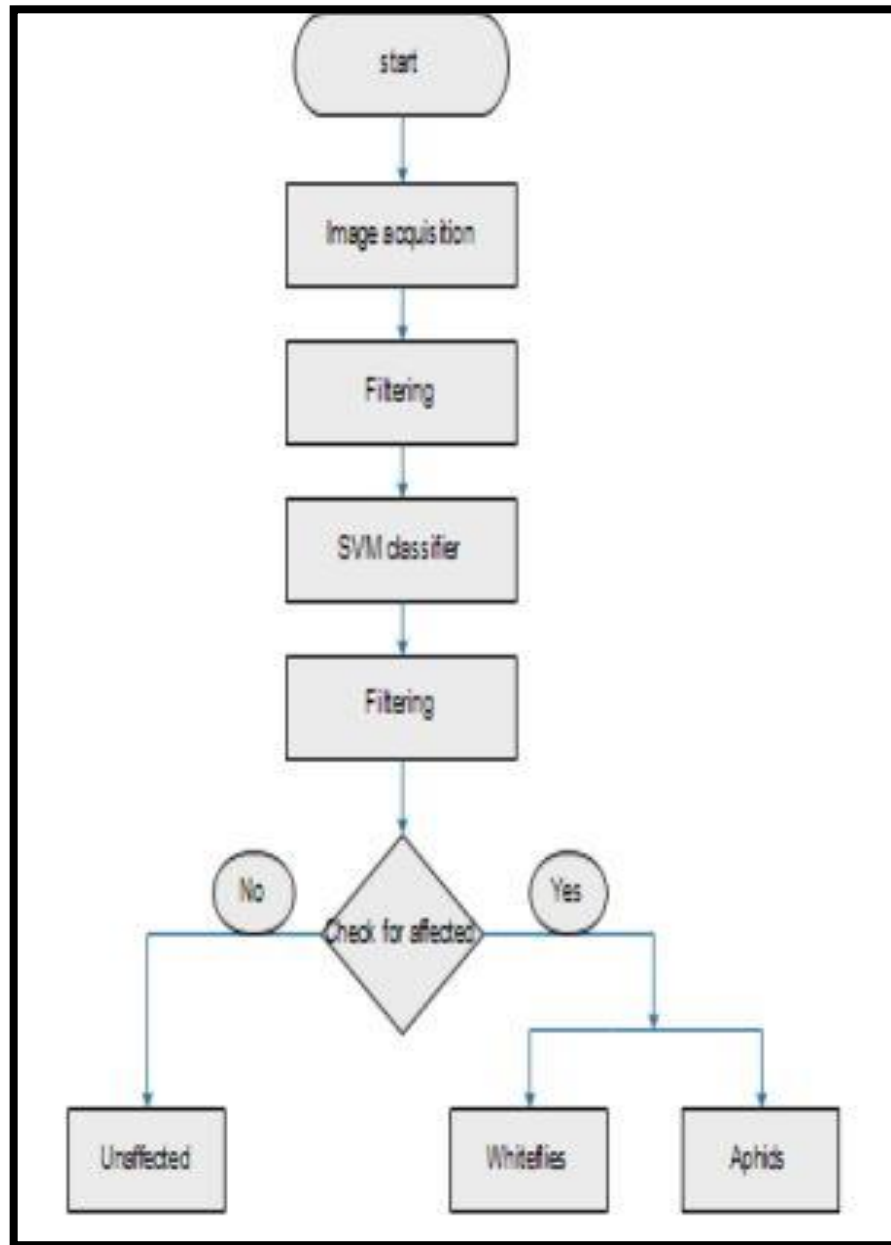 start
Image acquisition
Filtering
SVM classifier
Filtering
No
Yes
Check for affected
Unaffected
Whiteflies
Aphids